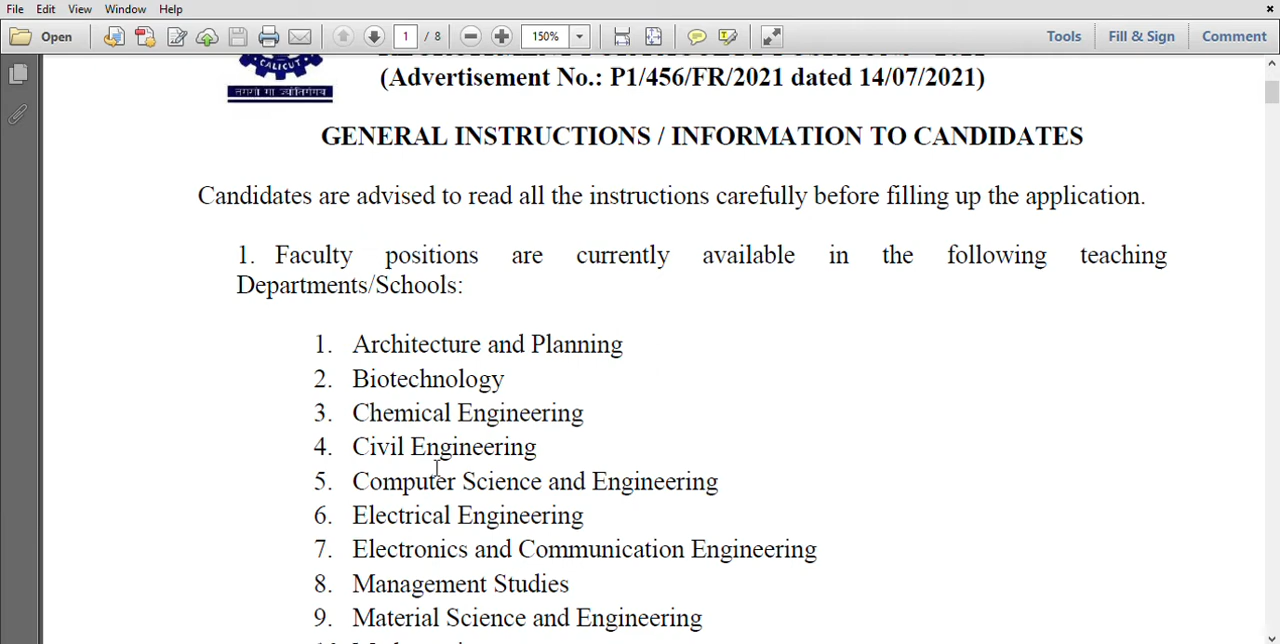 File Edit View Window Help
Open 1 / 8 150% Tools Fill & Sign Comment
CALICUT
तमसो मा ज्योतिर्गमय
(Advertisement No.: P1/456/FR/2021 dated 14/07/2021)
GENERAL INSTRUCTIONS / INFORMATION TO CANDIDATES
Candidates are advised to read all the instructions carefully before filling up the application.
1. Faculty positions are currently available in the following teaching
Departments/Schools:
1. Architecture and Planning
2. Biotechnology
3. Chemical Engineering
4. Civil Engineering
5. Computer Science and Engineering
6. Electrical Engineering
7. Electronics and Communication Engineering
8. Management Studies
9. Material Science and Engineering